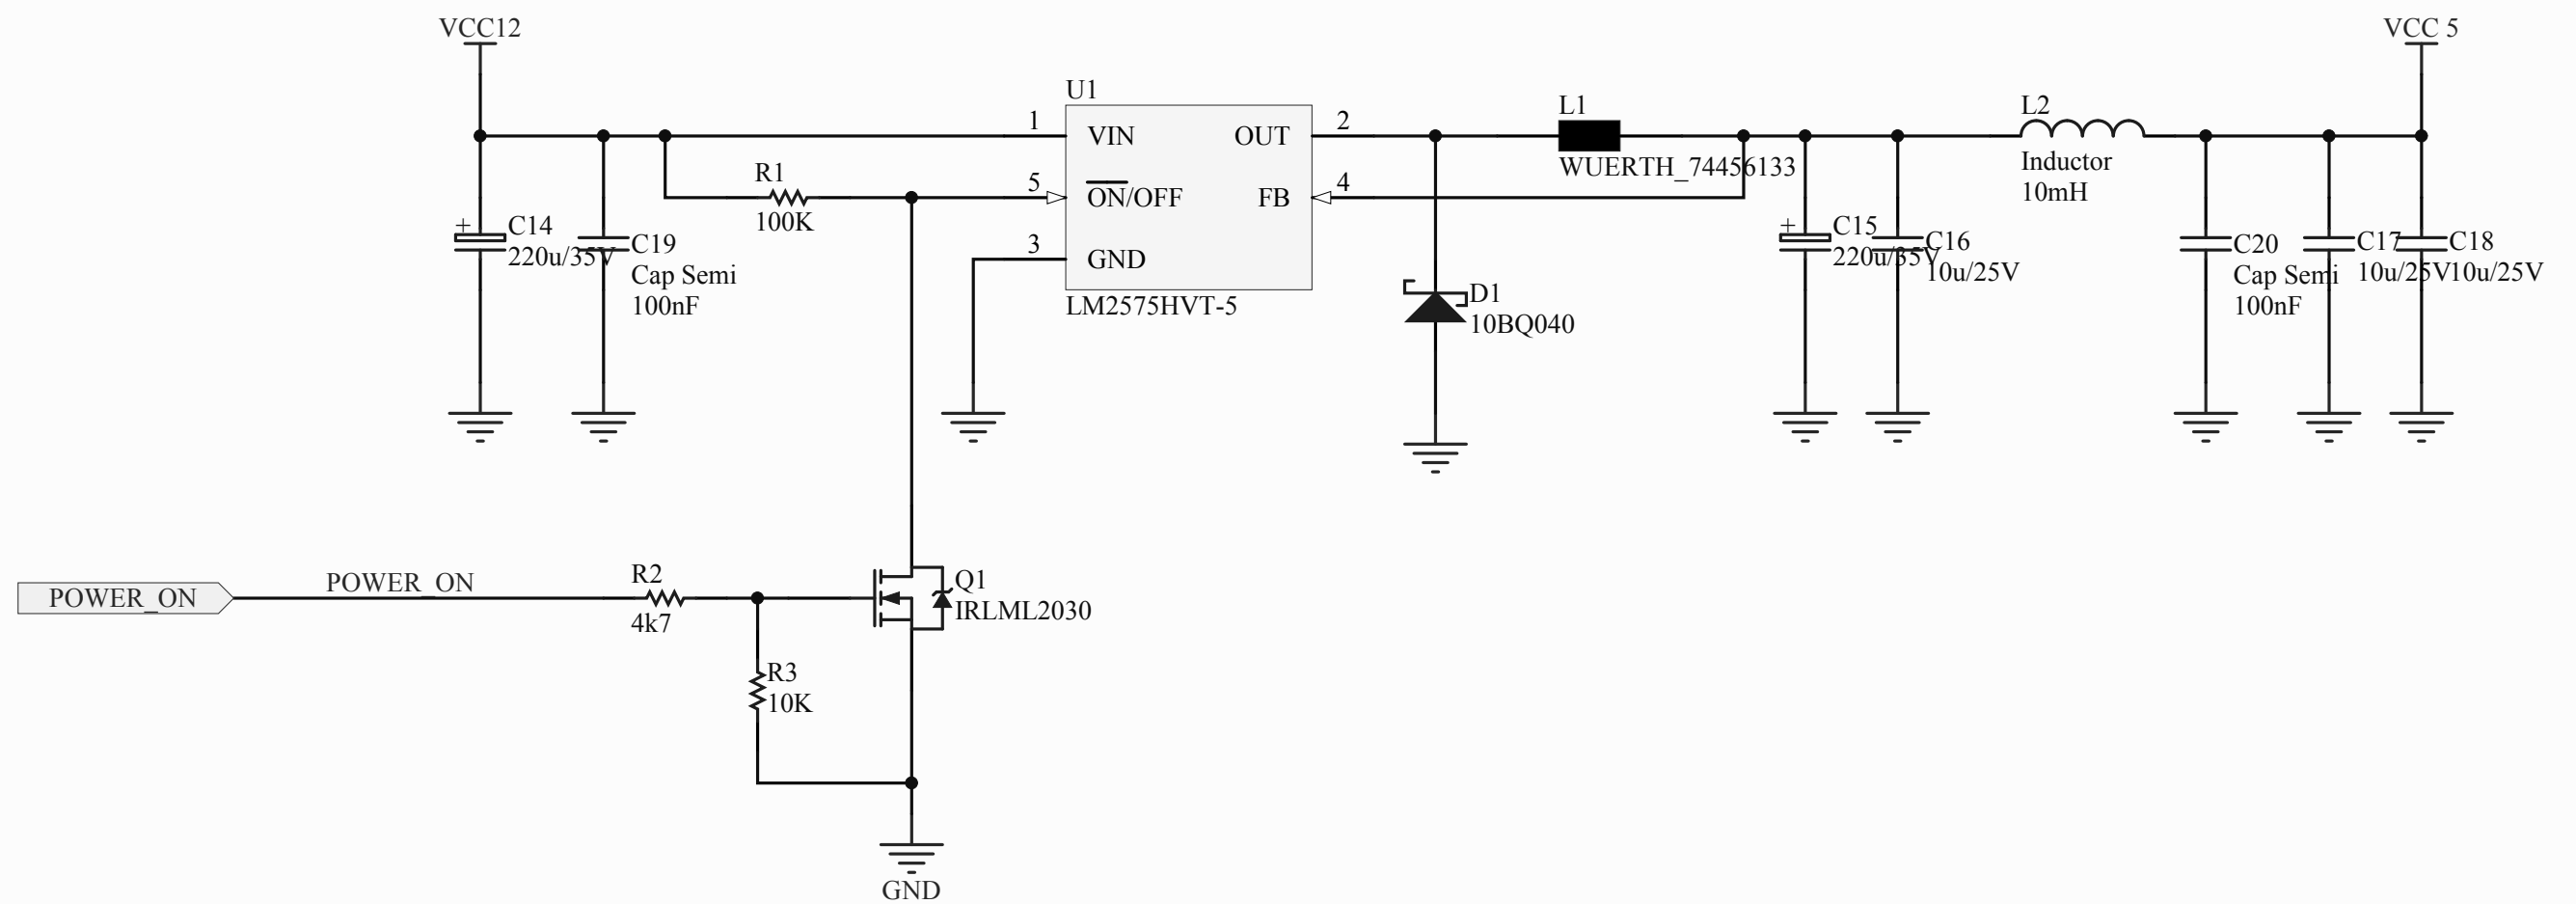 VCC12
VCC 5
U1
1
VIN
OUT
2
L1
WUERTH_74456133
L2
Inductor
10mH
R1
100K
5
ON/OFF
FB
4
3
GND
LM2575HVT-5
+
C14
220u/35V
C19
Cap Semi
100nF
D1
10BQ040
+
C15
220u/35V
C16
10u/25V
C20
Cap Semi
100nF
C17
10u/25V
C18
10u/25V
POWER_ON
POWER_ON
R2
4k7
Q1
IRLML2030
R3
10K
GND